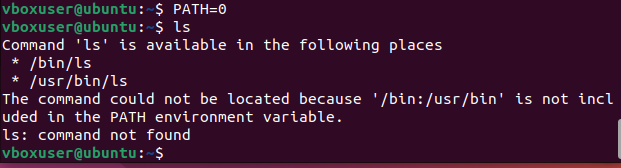 vboxuser@ubuntu:~$ PATH=0
vboxuser@ubuntu:~$ ls
Command 'ls' is available in the following places
 * /bin/ls
 * /usr/bin/ls
The command could not be located because '/bin:/usr/bin' is not incl
uded in the PATH environment variable.
ls: command not found
vboxuser@ubuntu:~$